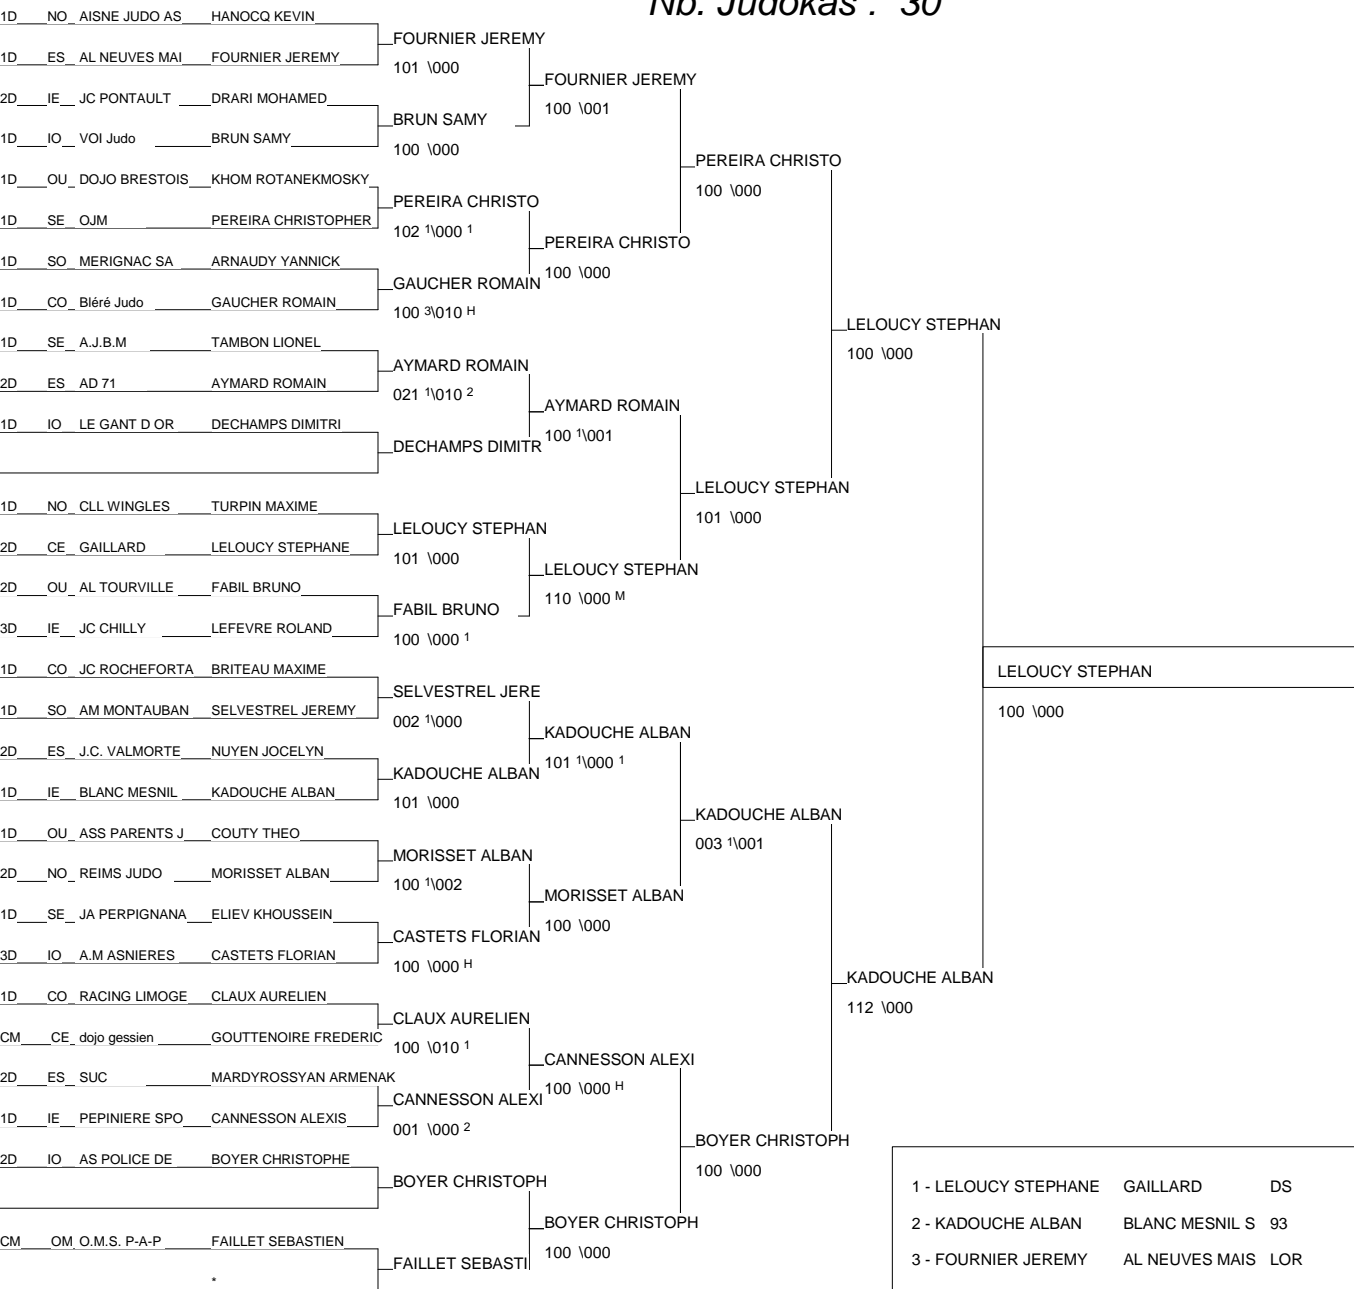 Nb. Judokas : 30
1D NO AISNE JUDO AS HANOCQ KEVIN
FOURNIER JEREMY
1D ES AL NEUVES MAI FOURNIER JEREMY
101 \000
FOURNIER JEREMY
2D IE JC PONTAULT DRARI MOHAMED
100 \001
BRUN SAMY
1D IO VOI Judo BRUN SAMY
100 \000
PEREIRA CHRISTO
1D OU DOJO BRESTOIS KHOM ROTANEKMOSKY
100 \000
PEREIRA CHRISTO
1D SE OJM PEREIRA CHRISTOPHER
102 1\000 1
PEREIRA CHRISTO
1D SO MERIGNAC SA ARNAUDY YANNICK
100 \000
GAUCHER ROMAIN
1D CO Bléré Judo GAUCHER ROMAIN
100 3\010 H
LELOUCY STEPHAN
1D SE A.J.B.M TAMBON LIONEL
100 \000
AYMARD ROMAIN
2D ES AD 71 AYMARD ROMAIN
021 1\010 2
AYMARD ROMAIN
1D IO LE GANT D OR DECHAMPS DIMITRI
100 1\001
DECHAMPS DIMITR
LELOUCY STEPHAN
1D NO CLL WINGLES TURPIN MAXIME
101 \000
LELOUCY STEPHAN
2D CE GAILLARD LELOUCY STEPHANE
101 \000
LELOUCY STEPHAN
2D OU AL TOURVILLE FABIL BRUNO
110 \000 M
FABIL BRUNO
3D IE JC CHILLY LEFEVRE ROLAND
100 \000 1
1D CO JC ROCHEFORTA BRITEAU MAXIME
LELOUCY STEPHAN
SELVESTREL JERE
1D SO AM MONTAUBAN SELVESTREL JEREMY
100 \000
002 1\000
KADOUCHE ALBAN
2D ES J.C. VALMORTE NUYEN JOCELYN
101 1\000 1
KADOUCHE ALBAN
1D IE BLANC MESNIL KADOUCHE ALBAN
101 \000
KADOUCHE ALBAN
1D OU ASS PARENTS J COUTY THEO
003 1\001
MORISSET ALBAN
2D NO REIMS JUDO MORISSET ALBAN
100 1\002
MORISSET ALBAN
1D SE JA PERPIGNANA ELIEV KHOUSSEIN
100 \000
CASTETS FLORIAN
3D IO A.M ASNIERES CASTETS FLORIAN
100 \000 H
KADOUCHE ALBAN
1D CO RACING LIMOGE CLAUX AURELIEN
112 \000
CLAUX AURELIEN
CM CE dojo gessien GOUTTENOIRE FREDERIC
100 \010 1
CANNESSON ALEXI
2D ES SUC MARDYROSSYAN ARMENAK
100 \000 H
CANNESSON ALEXI
1D IE PEPINIERE SPO CANNESSON ALEXIS
001 \000 2
BOYER CHRISTOPH
2D IO AS POLICE DE BOYER CHRISTOPHE
100 \000
BOYER CHRISTOPH
1 - LELOUCY STEPHANE GAILLARD DS
BOYER CHRISTOPH
2 - KADOUCHE ALBAN BLANC MESNIL S 93
CM OM O.M.S. P-A-P FAILLET SEBASTIEN
100 \000
FAILLET SEBASTI
3 - FOURNIER JEREMY AL NEUVES MAIS LOR
*